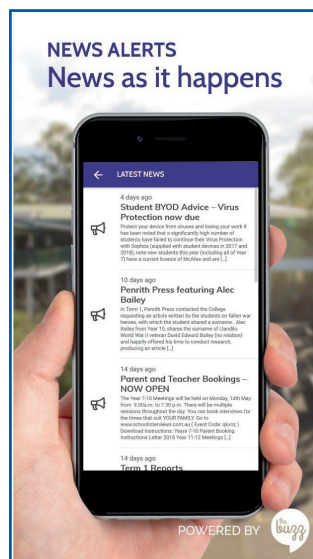 NEWS ALERTS
News as it happens
LATEST NEWS
4 days ago
Student BYOD Advice – Virus
Protection now due
Protect your device from viruses and losing your work It
has been noted that a significantly high number of
students have failed to continue their Virus Protection
with Sophos (supplied with student devices in 2017 and
2018), note new students this year (including all of Year
7) have a current licence of McAfee and are [...]
10 days ago
Penrith Press featuring Alec
Bailey
In Term 1, Penrith Press contacted the College
requesting an article written by the students on fallen war
heroes, with which the student shared a surname. Alec
Bailey from Year 10, shares the surname of Llandilo
World War II veteran David Edward Bailey (no relation)
and happily offered his time to conduct research,
producing an article [...]
14 days ago
Parent and Teacher Bookings –
NOW OPEN
The Year 7-10 Meetings will be held on Monday, 14th May
from 9.00a.m. to 7.30 p.m. There will be multiple
sessions throughout the day. You can book interviews for
the times that suit YOUR FAMILY. Go to
www.schoolinterviews.com.au ( Event Code: qkvnz )
Download Instructions: Years 7-10 Parent Booking
Instructions Letter 2018 Year 11-12 Meetings [...]
14 days ago
Term 1 Reports
POWERED BY
the
buzz